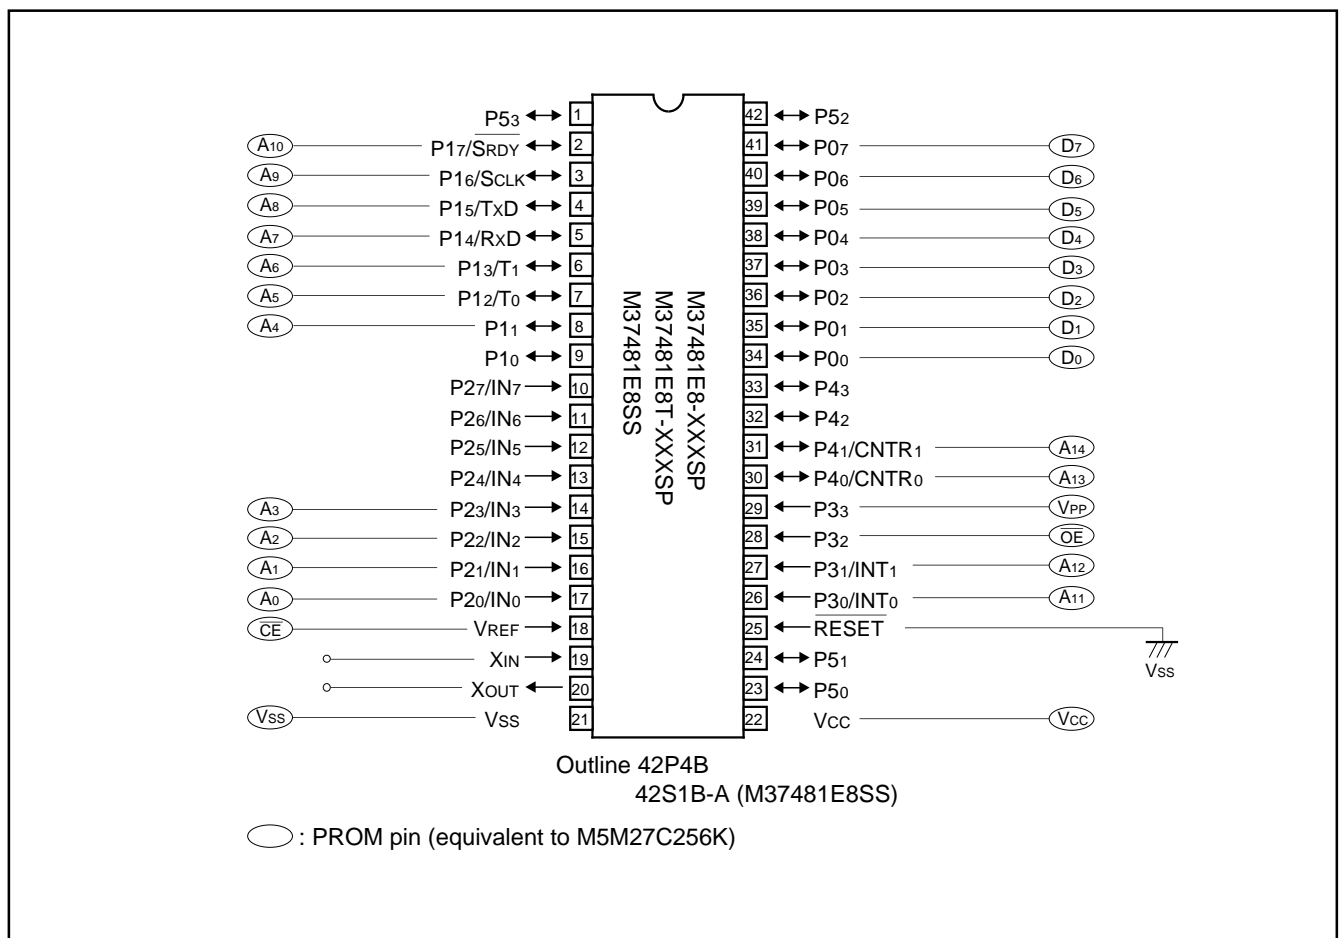 P53 1 42 P52
A10 P17/SRDY 2 41 P07 D7
A9 P16/SCLK 3 40 P06 D6
A8 P15/TXD 4 39 P05 D5
A7 P14/RXD 5 38 P04 D4
A6 P13/T1 6 37 P03 D3
A5 P12/T0 7 36 P02 D2
A4 P11 8 35 P01 D1
P10 9 34 P00 D0
P27/IN7 10 33 P43
P26/IN6 11 32 P42
P25/IN5 12 31 P41/CNTR1 A14
P24/IN4 13 30 P40/CNTR0 A13
A3 P23/IN3 14 29 P33 VPP
A2 P22/IN2 15 28 P32 OE
A1 P21/IN1 16 27 P31/INT1 A12
A0 P20/IN0 17 26 P30/INT0 A11
CE VREF 18 25 RESET
XIN 19 24 P51 VSS
XOUT 20 23 P50
VSS VSS 21 22 VCC VCC
M37481E8-XXXSP
M37481E8T-XXXSP
M37481E8SS
Outline 42P4B
42S1B-A (M37481E8SS)
: PROM pin (equivalent to M5M27C256K)